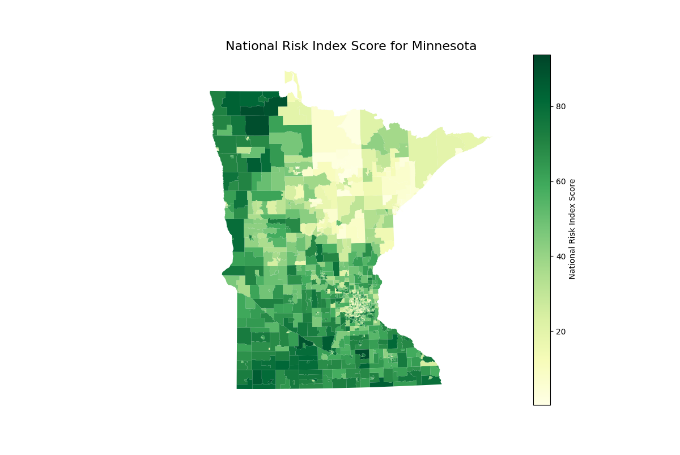 National Risk Index Score for Minnesota
80
60
40
20
National Risk Index Score